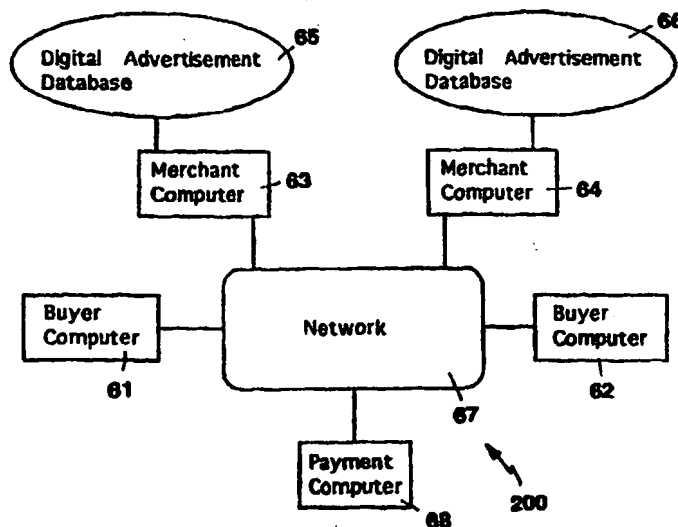 65
66
Digital Advertisement
Database
Digital Advertisement
Database
Merchant
Computer
63
Merchant
Computer
64
Buyer
Computer
61
Network
67
Buyer
Computer
62
Payment
Computer
68
200